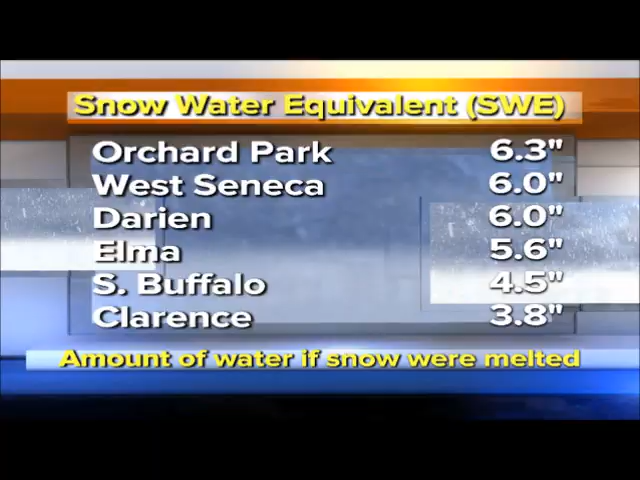 Snow Water Equivalent (SWE)
Orchard Park 6.3"
West Seneca 6.0"
Darien 6.0"
Elma 5.6"
S. Buffalo 4.5"
Clarence 3.8"
Amount of water if snow were melted